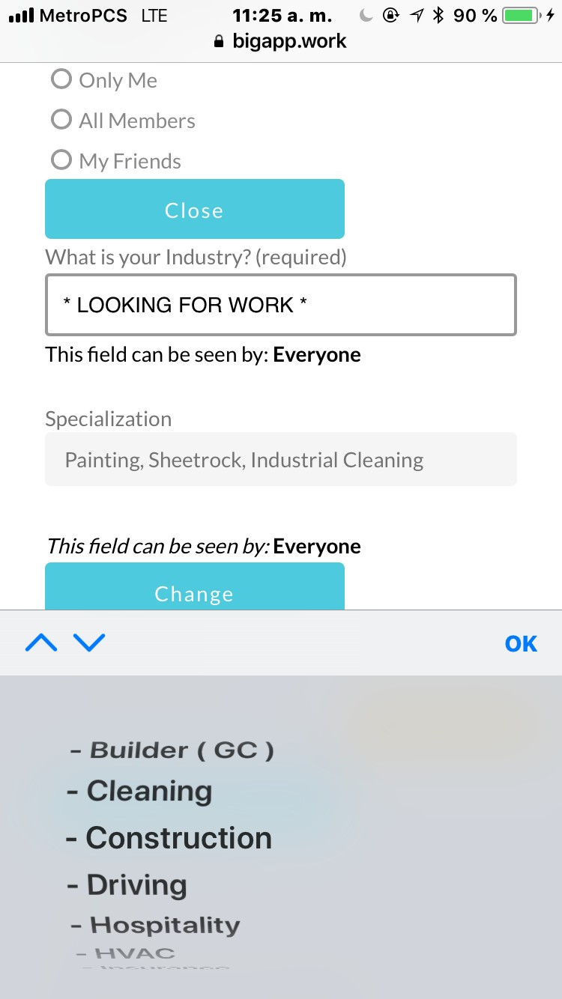 MetroPCS LTE 11:25 a. m. 90 %
bigapp.work
Only Me
All Members
My Friends
Close
What is your Industry? (required)
* LOOKING FOR WORK *
This field can be seen by: Everyone
Specialization
Painting, Sheetrock, Industrial Cleaning
This field can be seen by: Everyone
Change
OK
- Builder ( GC )
- Cleaning
- Construction
- Driving
- Hospitality
- HVAC